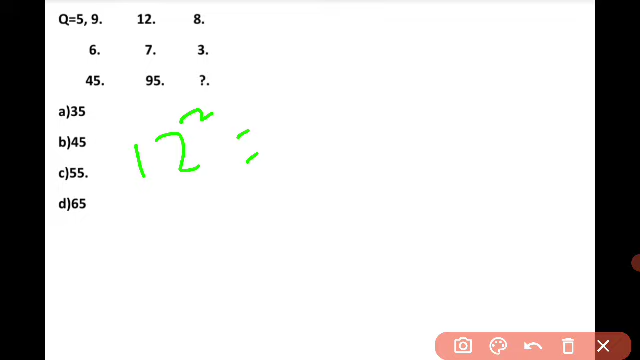 Q=5, 9. 12. 8.
6. 7. 3.
45. 95. ?.
a)35
b)45
c)55.
d)65
12² =